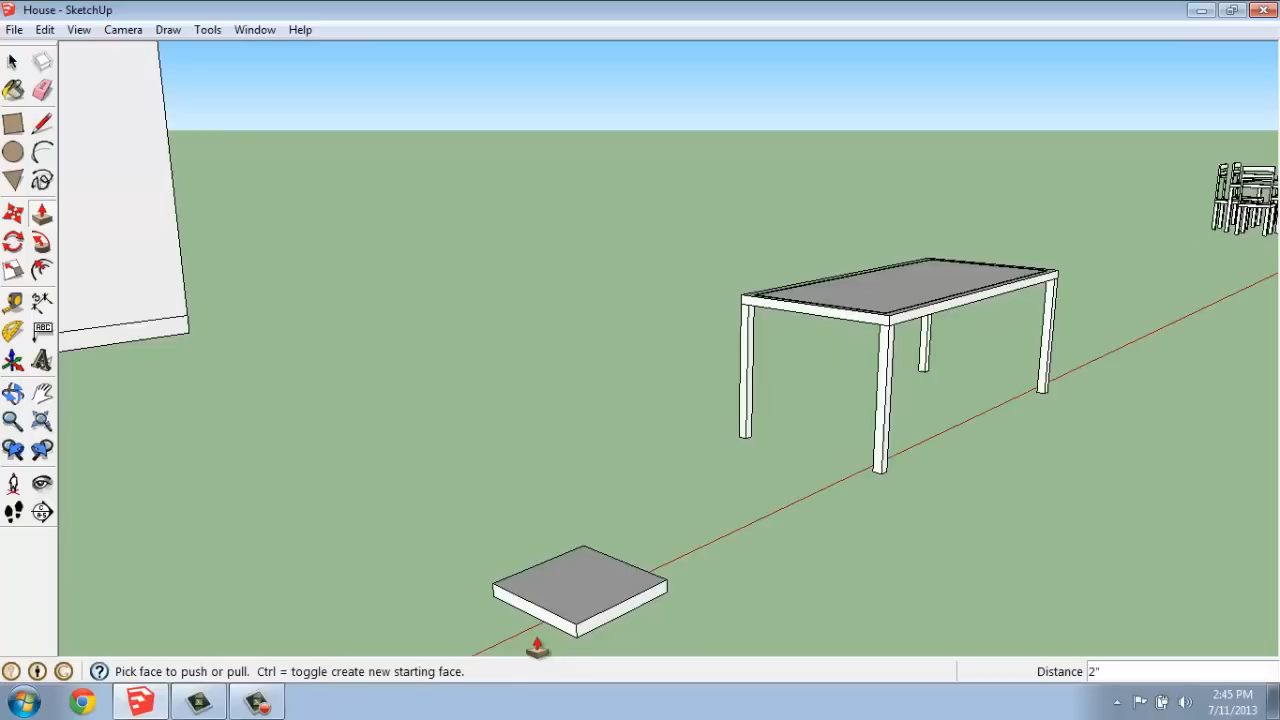 House - SketchUp
File Edit View Camera Draw Tools Window Help
ABC
Pick face to push or pull. Ctrl = toggle create new starting face.
Distance 2"
2:45 PM
7/11/2013